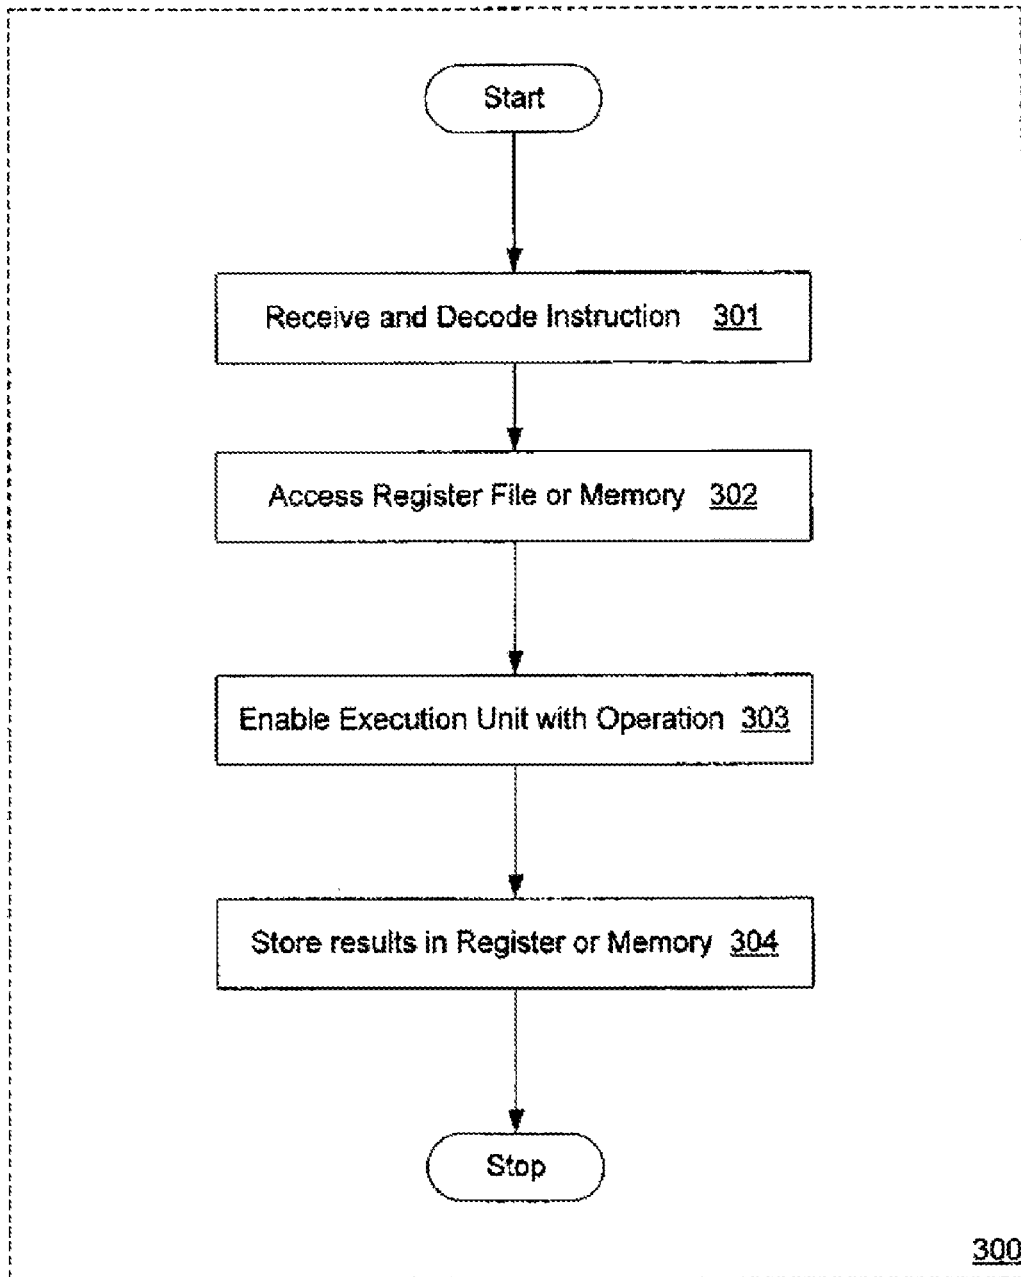 Start
Receive and Decode Instruction 301
Access Register File or Memory 302
Enable Execution Unit with Operation 303
Store results in Register or Memory 304
Stop
300